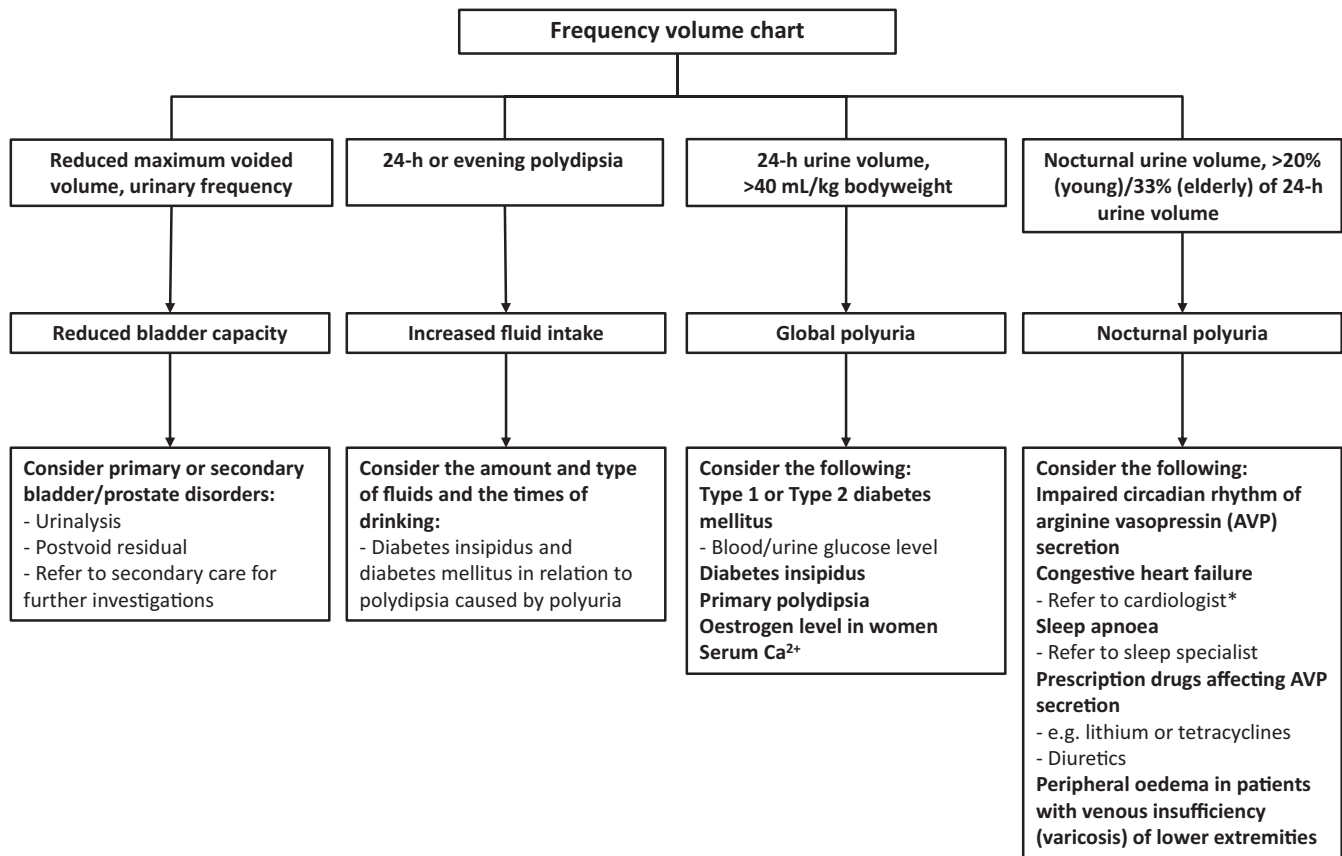 Frequency volume chart
Reduced maximum voided
volume, urinary frequency
24-h or evening polydipsia
24-h urine volume,
>40 mL/kg bodyweight
Nocturnal urine volume, >20%
(young)/33% (elderly) of 24-h
urine volume
Reduced bladder capacity
Increased fluid intake
Global polyuria
Nocturnal polyuria
Consider primary or secondary
bladder/prostate disorders:
- Urinalysis
- Postvoid residual
- Refer to secondary care for
further investigations
Consider the amount and type
of fluids and the times of
drinking:
- Diabetes insipidus and
diabetes mellitus in relation to
polydipsia caused by polyuria
Consider the following:
Type 1 or Type 2 diabetes
mellitus
- Blood/urine glucose level
Diabetes insipidus
Primary polydipsia
Oestrogen level in women
Serum Ca²⁺
Consider the following:
Impaired circadian rhythm of
arginine vasopressin (AVP)
secretion
Congestive heart failure
- Refer to cardiologist*
Sleep apnoea
- Refer to sleep specialist
Prescription drugs affecting AVP
secretion
- e.g. lithium or tetracyclines
- Diuretics
Peripheral oedema in patients
with venous insufficiency
(varicosis) of lower extremities